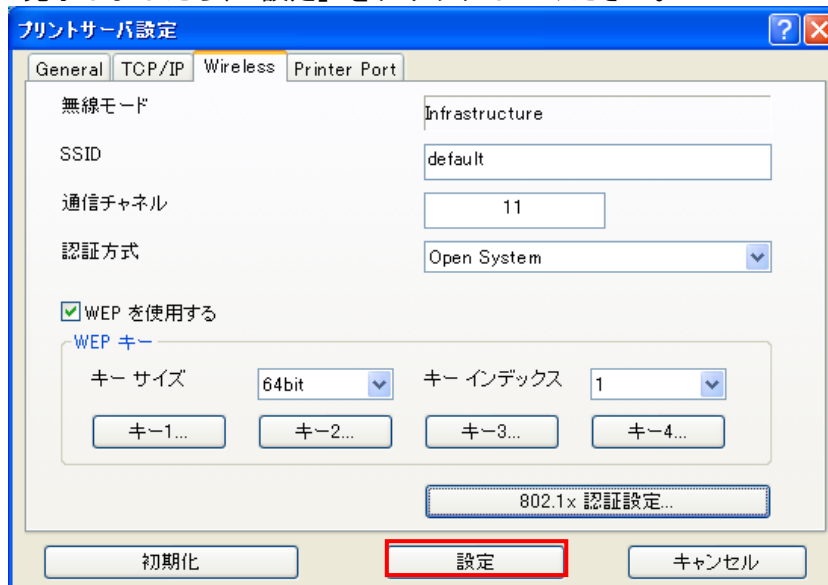 プリントサーバ設定
General TCP/IP Wireless Printer Port
無線モード Infrastructure
SSID default
通信チャネル 11
認証方式 Open System
WEP を使用する
WEP キー
キー サイズ 64bit キー インデックス 1
キー1... キー2... キー3... キー4...
802.1x 認証設定...
初期化 設定 キャンセル